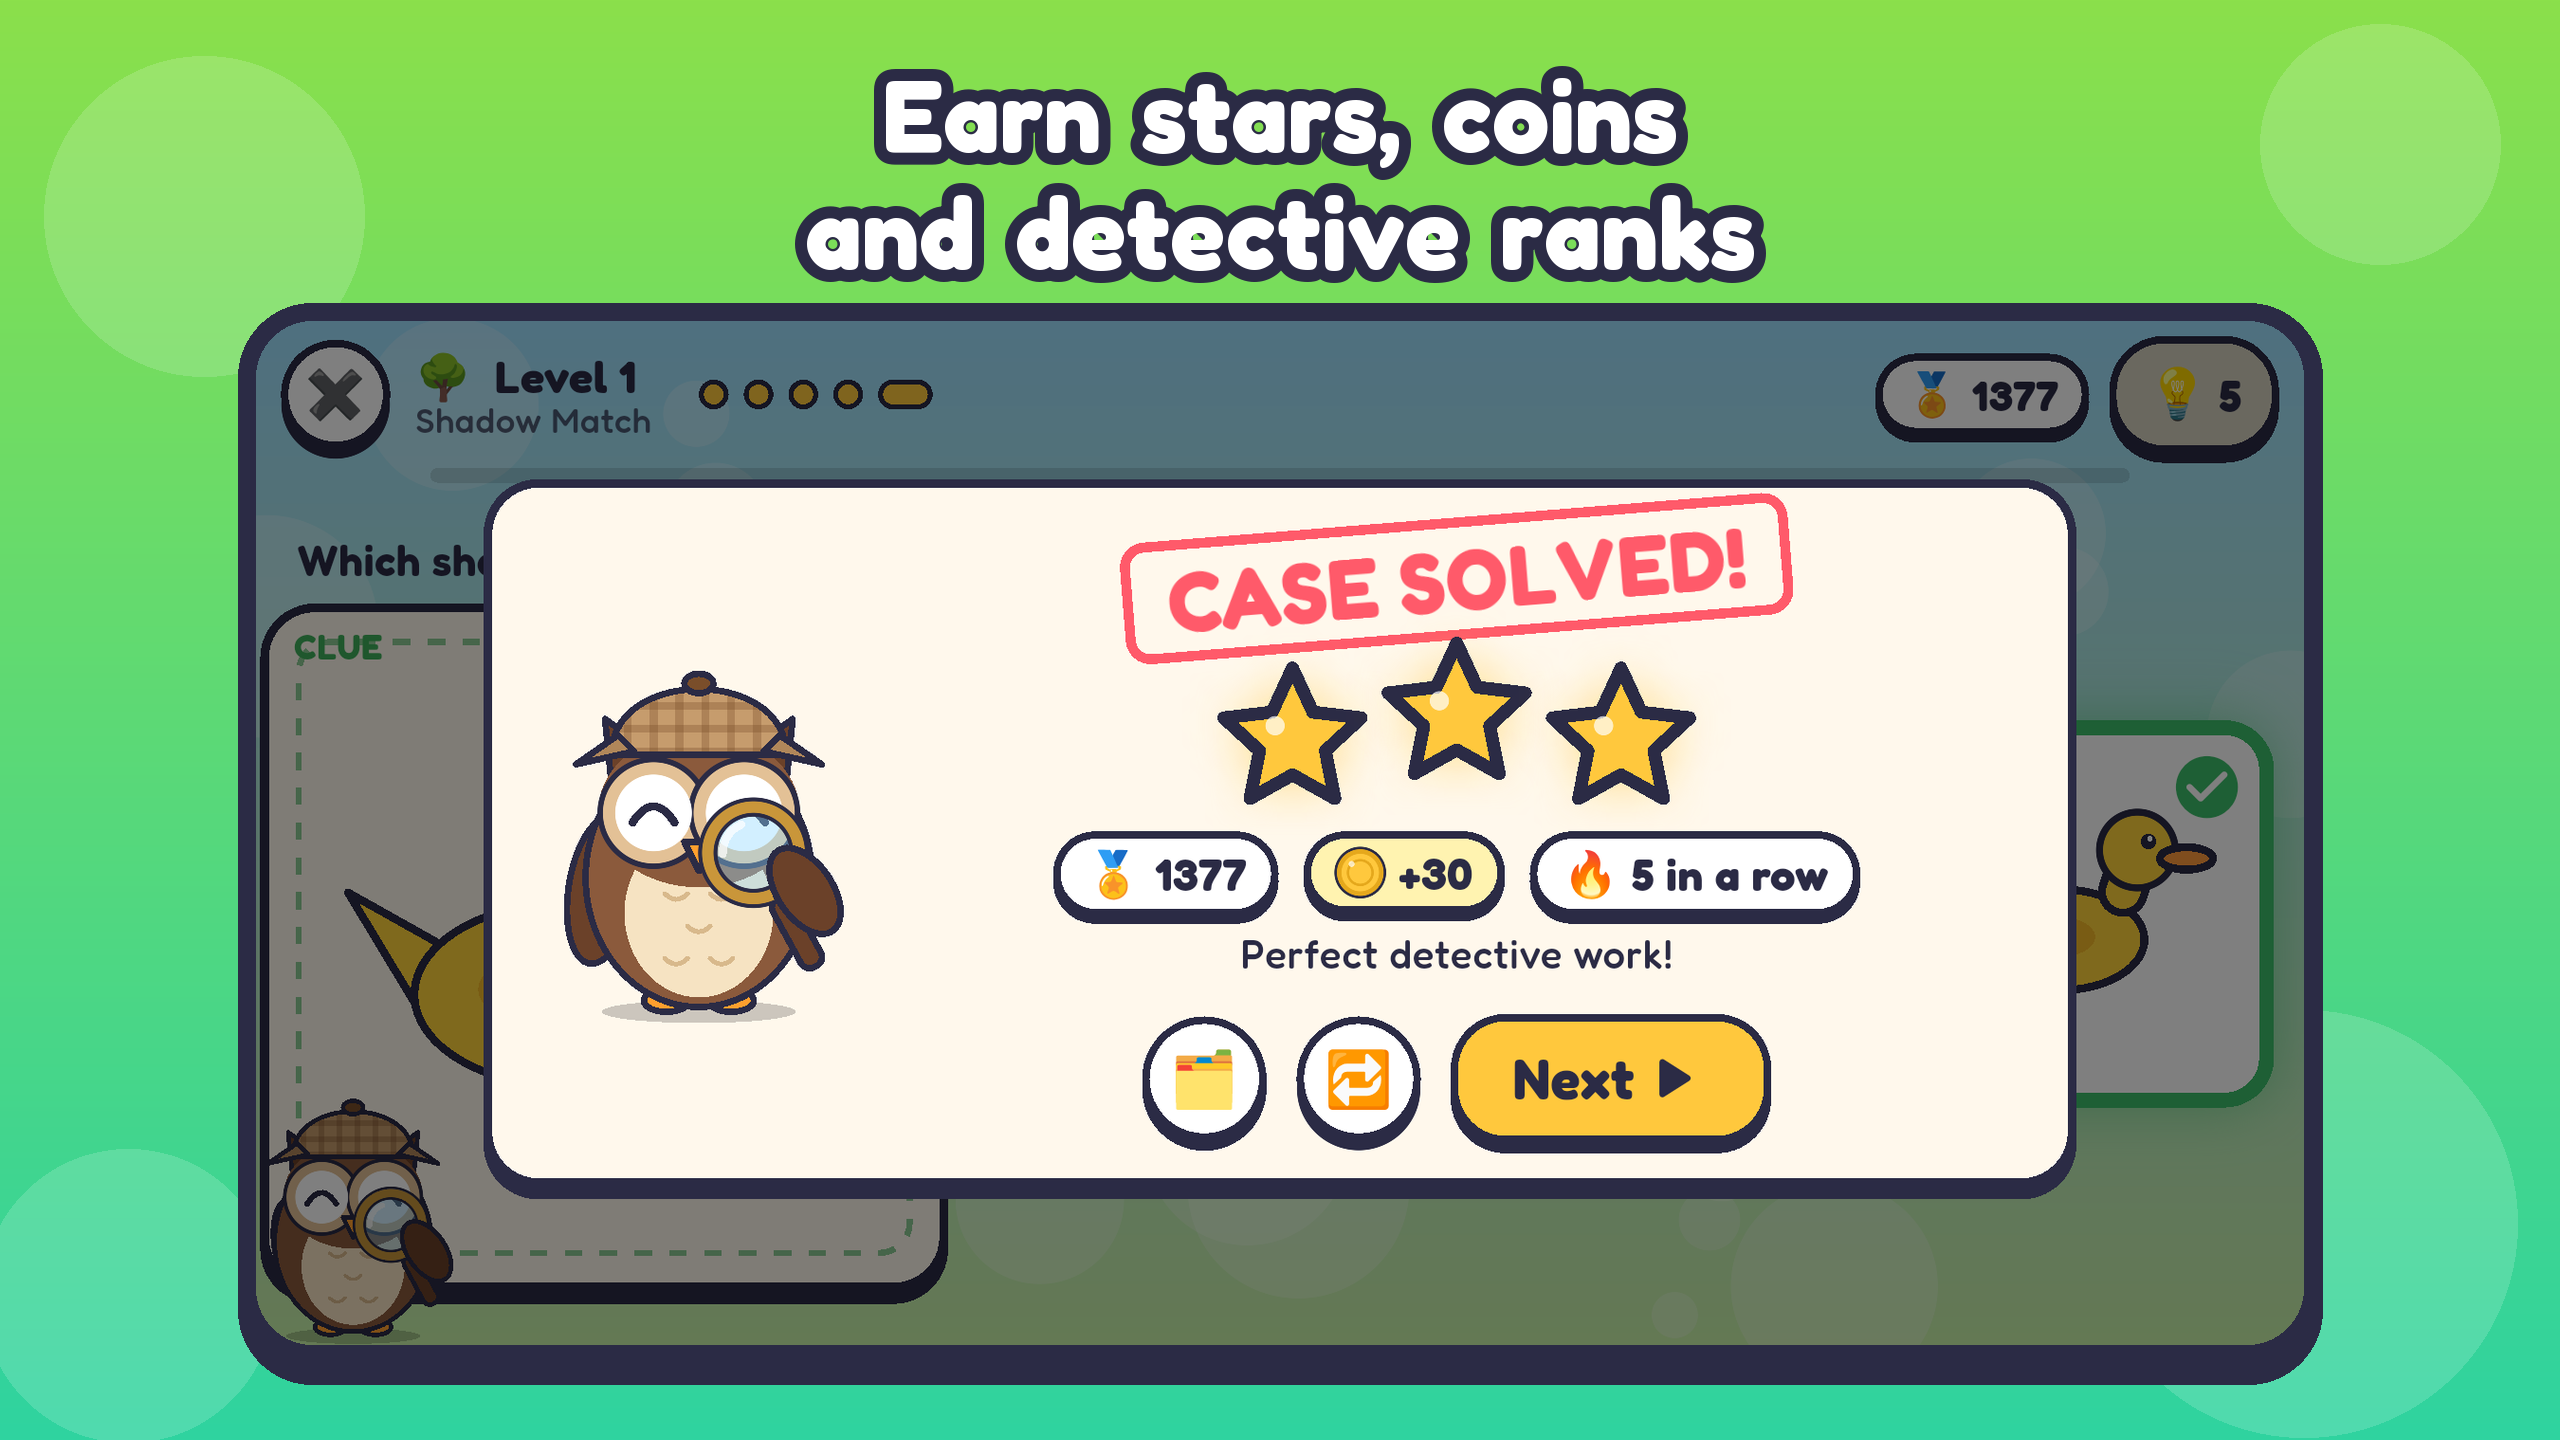 Earn stars, coins
and detective ranks
Level 1
Shadow Match
1377
5
Which
CLUE
CASE SOLVED!
1377
+30
5 in a row
Perfect detective work!
Next